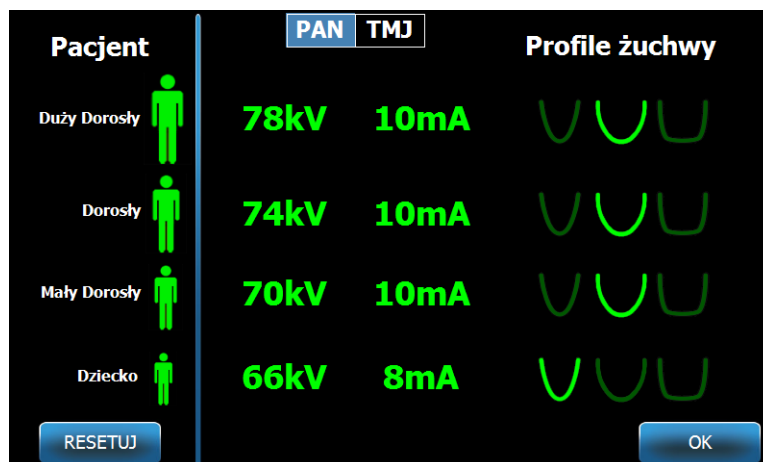 Pacjent
PAN TMJ
Profile żuchwy
Duży Dorosły 78kV 10mA
Dorosły 74kV 10mA
Mały Dorosły 70kV 10mA
Dziecko 66kV 8mA
RESETUJ
OK